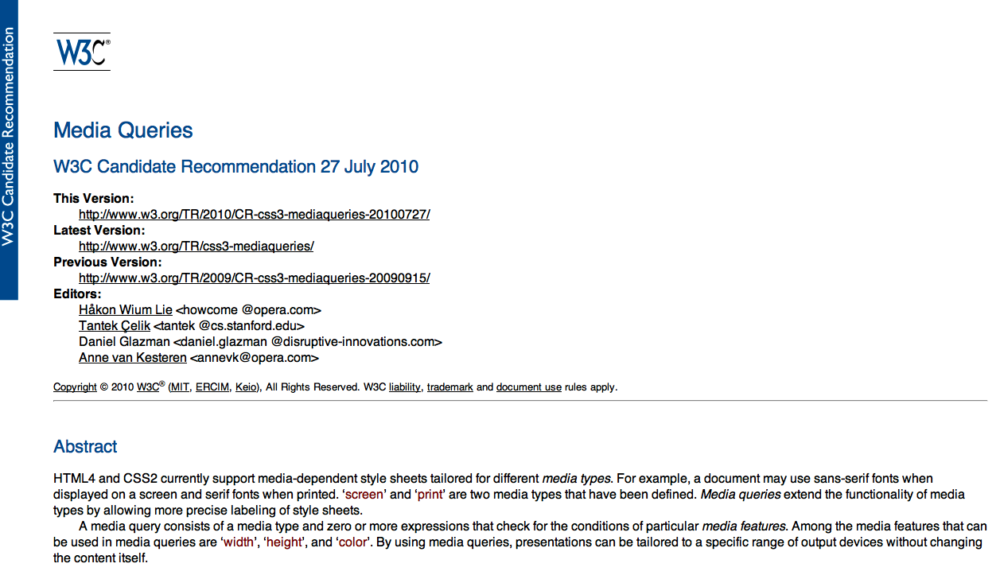 W3C Candidate Recommendation
W3C®
Media Queries
W3C Candidate Recommendation 27 July 2010
This Version:
http://www.w3.org/TR/2010/CR-css3-mediaqueries-20100727/
Latest Version:
http://www.w3.org/TR/css3-mediaqueries/
Previous Version:
http://www.w3.org/TR/2009/CR-css3-mediaqueries-20090915/
Editors:
Håkon Wium Lie <howcome @opera.com>
Tantek Çelik <tantek @cs.stanford.edu>
Daniel Glazman <daniel.glazman @disruptive-innovations.com>
Anne van Kesteren <annevk@opera.com>
Copyright © 2010 W3C® (MIT, ERCIM, Keio), All Rights Reserved. W3C liability, trademark and document use rules apply.
Abstract
HTML4 and CSS2 currently support media-dependent style sheets tailored for different media types. For example, a document may use sans-serif fonts when
displayed on a screen and serif fonts when printed. ‘screen’ and ‘print’ are two media types that have been defined. Media queries extend the functionality of media
types by allowing more precise labeling of style sheets.
A media query consists of a media type and zero or more expressions that check for the conditions of particular media features. Among the media features that can
be used in media queries are ‘width’, ‘height’, and ‘color’. By using media queries, presentations can be tailored to a specific range of output devices without changing
the content itself.